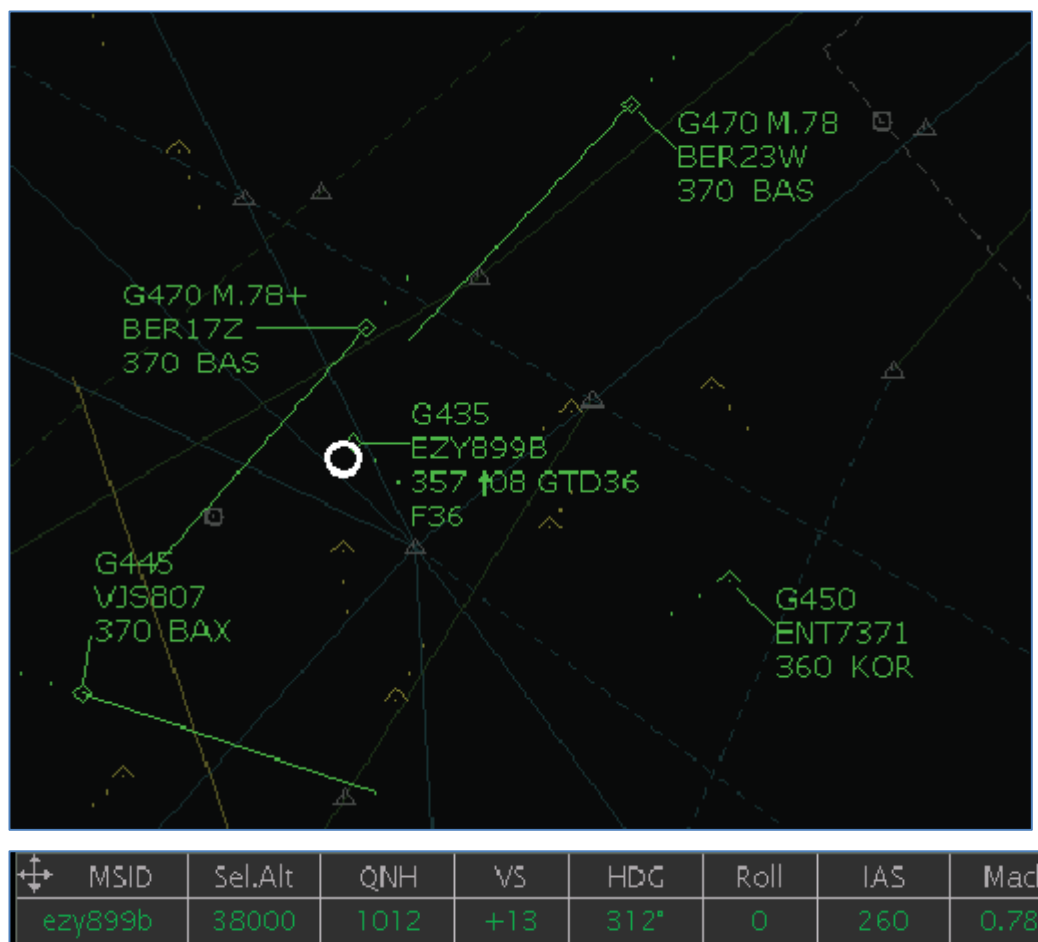 G470 M.78
BER23W
370 BAS
G470 M.78+
BER17Z
370 BAS
G435
EZY899B
357 ↑08 GTD36
F36
G445
VJS807
370 BAX
G450
ENT7371
360 KOR
MSID Sel.Alt QNH VS HDG Roll IAS
ezy899b 38000 1012 +13 312° 0 260 0.78